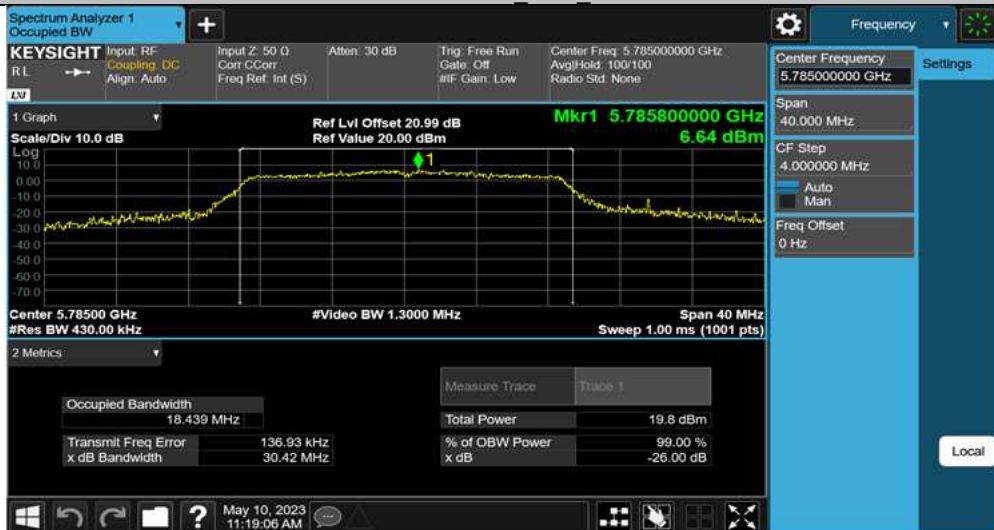 Spectrum Analyzer 1
Occupied BW
+
Frequency
KEYSIGHT
RL
LXI
Input: RF
Coupling: DC
Align: Auto
Input Z: 50 Ω
Corr CCorr
Freq Ref: Int (S)
Atten: 30 dB
Trig: Free Run
Gate: Off
#IF Gain: Low
Center Freq: 5.785000000 GHz
Avg|Hold: 100/100
Radio Std: None
Center Frequency
5.785000000 GHz
Settings
Span
40.000 MHz
CF Step
4.000000 MHz
Auto
Man
Freq Offset
0 Hz
Local
1 Graph
Scale/Div 10.0 dB
Ref Lvl Offset 20.99 dB
Ref Value 20.00 dBm
Mkr1 5.785800000 GHz
6.64 dBm
Log
10.0
0.00
-10.0
-20.0
-30.0
-40.0
-50.0
-60.0
-70.0
1
Center 5.78500 GHz
#Res BW 430.00 kHz
#Video BW 1.3000 MHz
Span 40 MHz
Sweep 1.00 ms (1001 pts)
2 Metrics
Measure Trace Trace 1
Occupied Bandwidth
18.439 MHz
Total Power 19.8 dBm
Transmit Freq Error 136.93 kHz
% of OBW Power 99.00 %
x dB Bandwidth 30.42 MHz
x dB -26.00 dB
?
May 10, 2023
11:19:06 AM